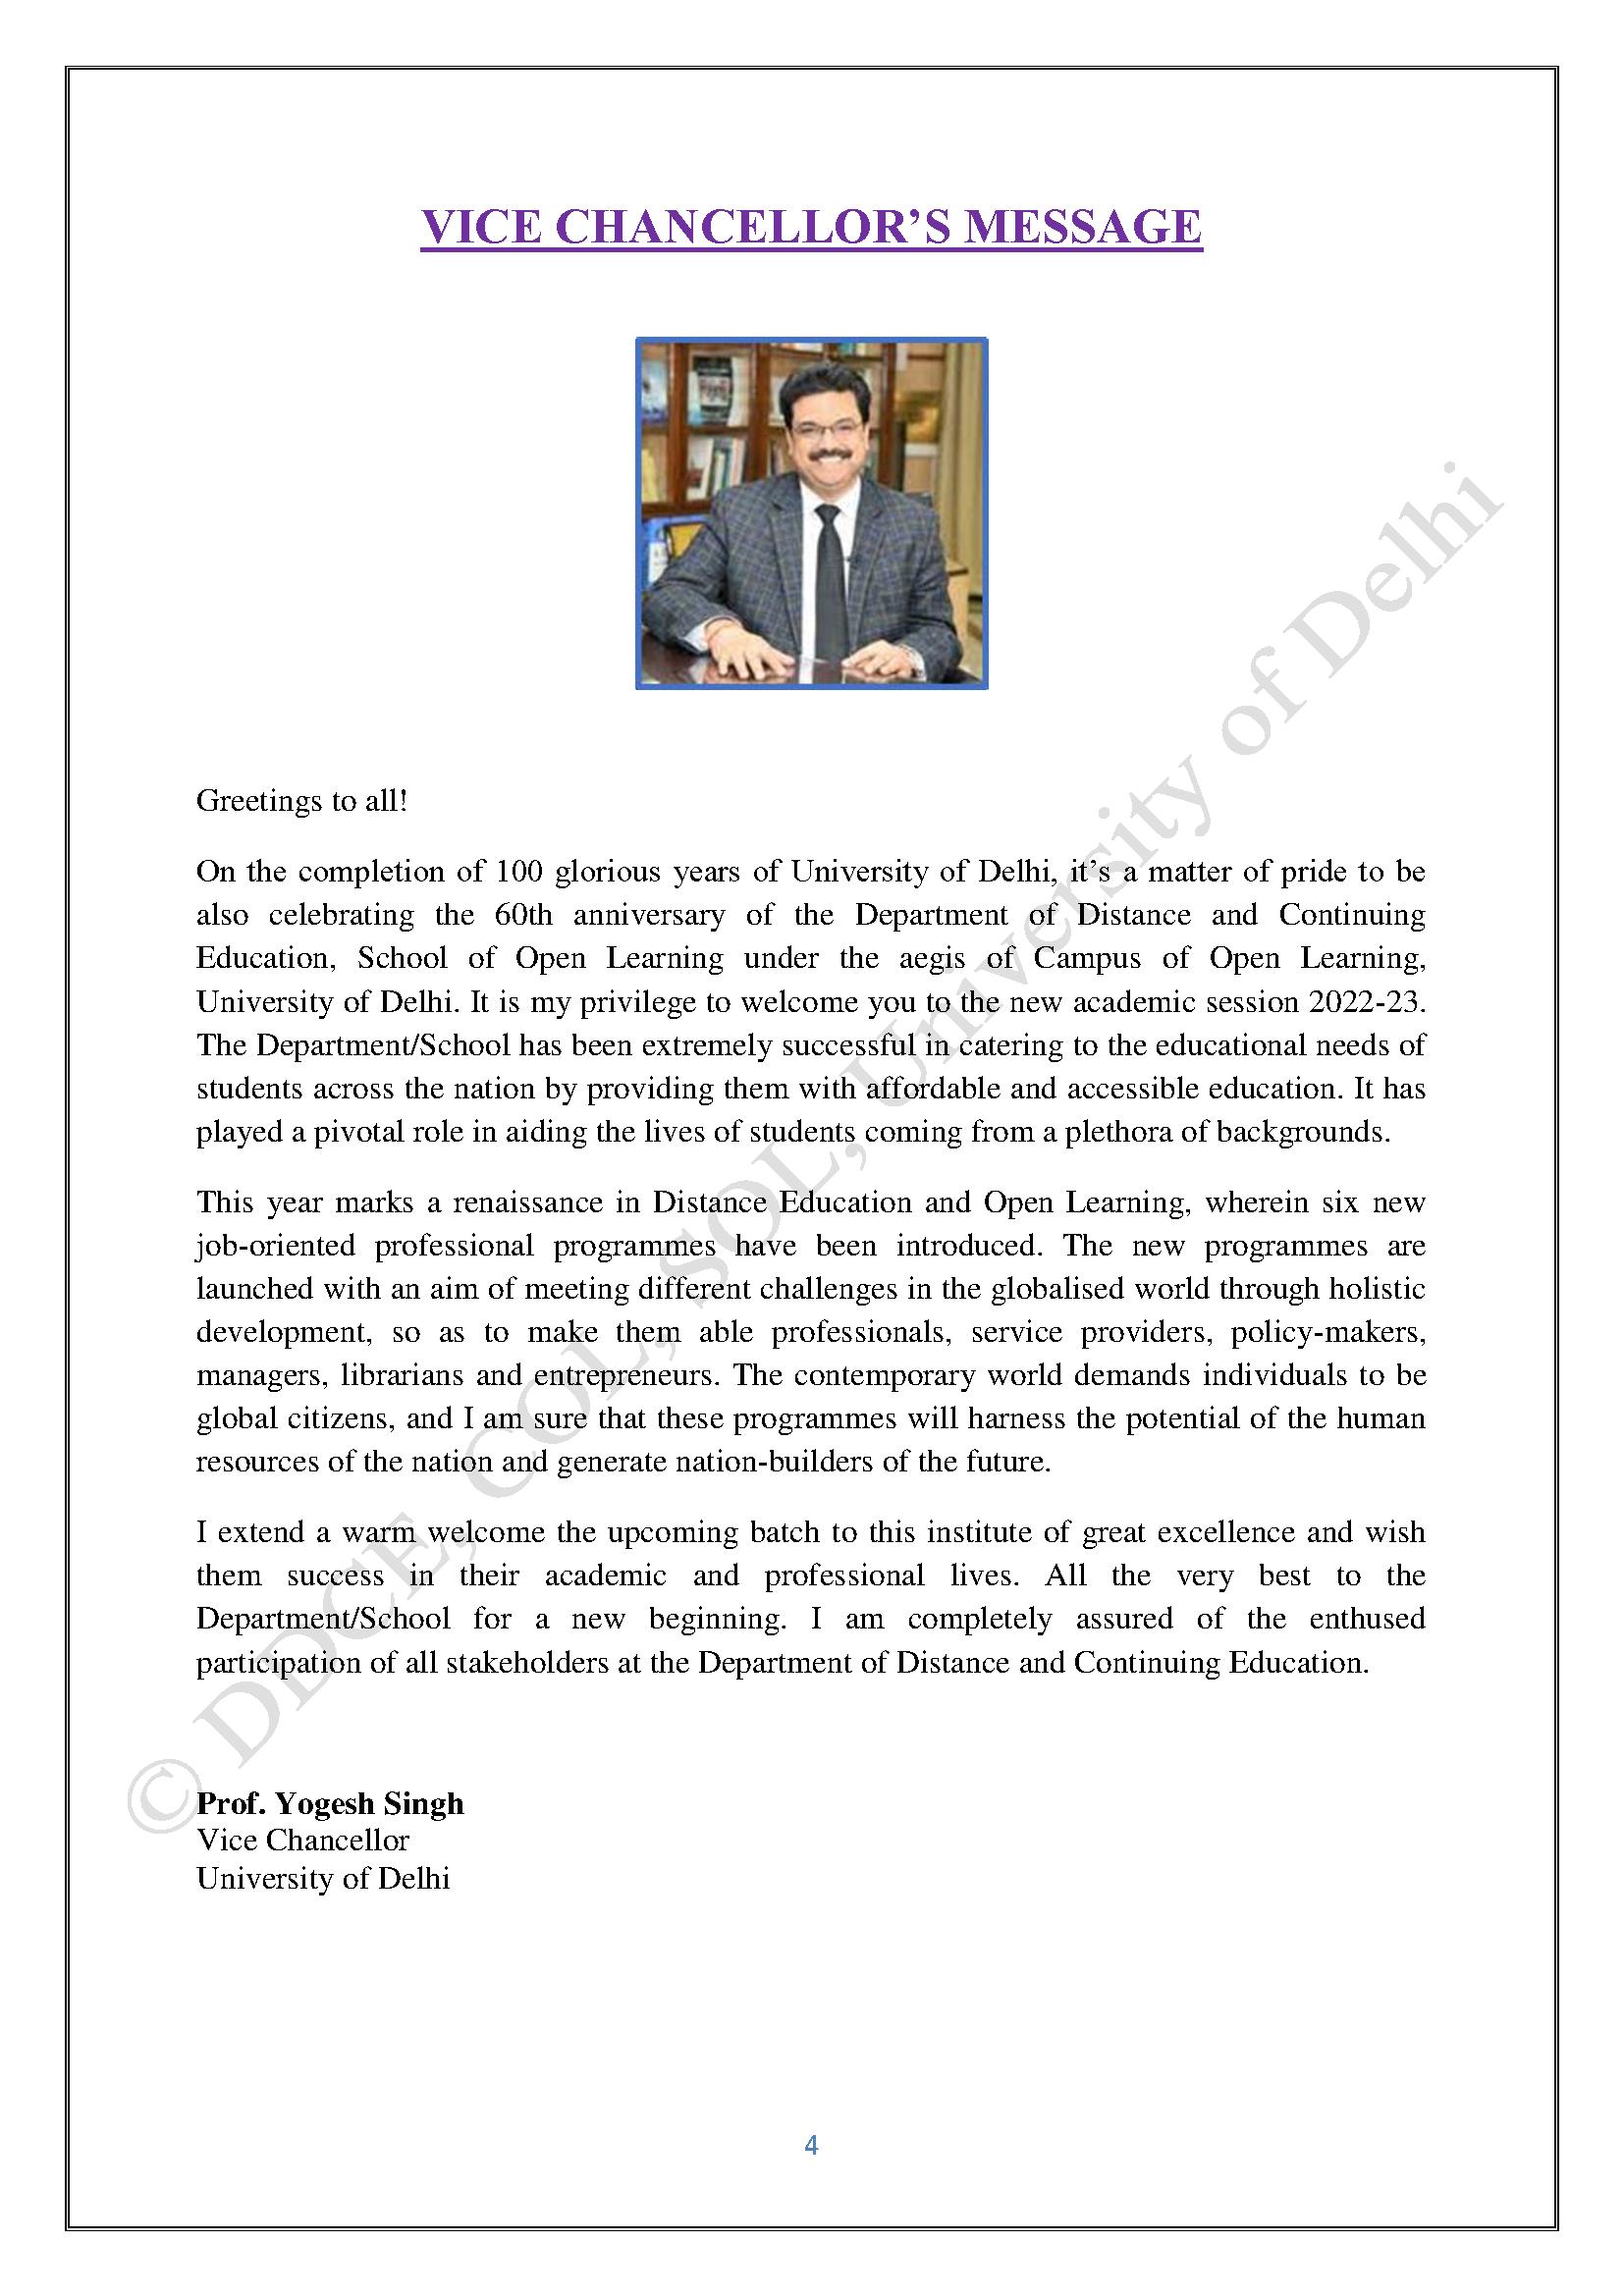 VICE CHANCELLOR’S MESSAGE
Greetings to all!
On the completion of 100 glorious years of University of Delhi, it’s a matter of pride to be
also celebrating the 60th anniversary of the Department of Distance and Continuing
Education, School of Open Learning under the aegis of Campus of Open Learning,
University of Delhi. It is my privilege to welcome you to the new academic session 2022-23.
The Department/School has been extremely successful in catering to the educational needs of
students across the nation by providing them with affordable and accessible education. It has
played a pivotal role in aiding the lives of students coming from a plethora of backgrounds.
This year marks a renaissance in Distance Education and Open Learning, wherein six new
job-oriented professional programmes have been introduced. The new programmes are
launched with an aim of meeting different challenges in the globalised world through holistic
development, so as to make them able professionals, service providers, policy-makers,
managers, librarians and entrepreneurs. The contemporary world demands individuals to be
global citizens, and I am sure that these programmes will harness the potential of the human
resources of the nation and generate nation-builders of the future.
I extend a warm welcome the upcoming batch to this institute of great excellence and wish
them success in their academic and professional lives. All the very best to the
Department/School for a new beginning. I am completely assured of the enthused
participation of all stakeholders at the Department of Distance and Continuing Education.
Prof. Yogesh Singh
Vice Chancellor
University of Delhi
4
© DDCE, COL, SOL, University of Delhi